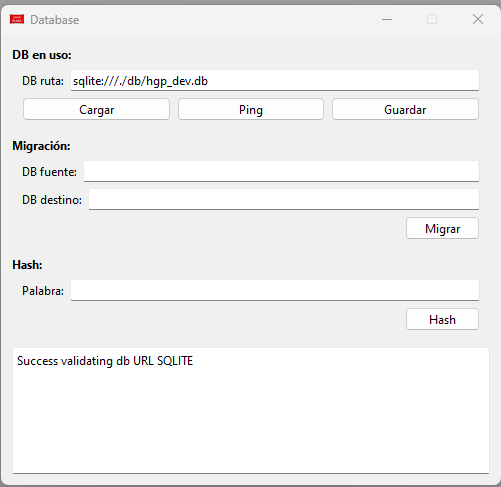 Database
DB en uso:
DB ruta: sqlite:///./db/hgp_dev.db
Cargar Ping Guardar
Migración:
DB fuente:
DB destino:
Migrar
Hash:
Palabra:
Hash
Success validating db URL SQLITE